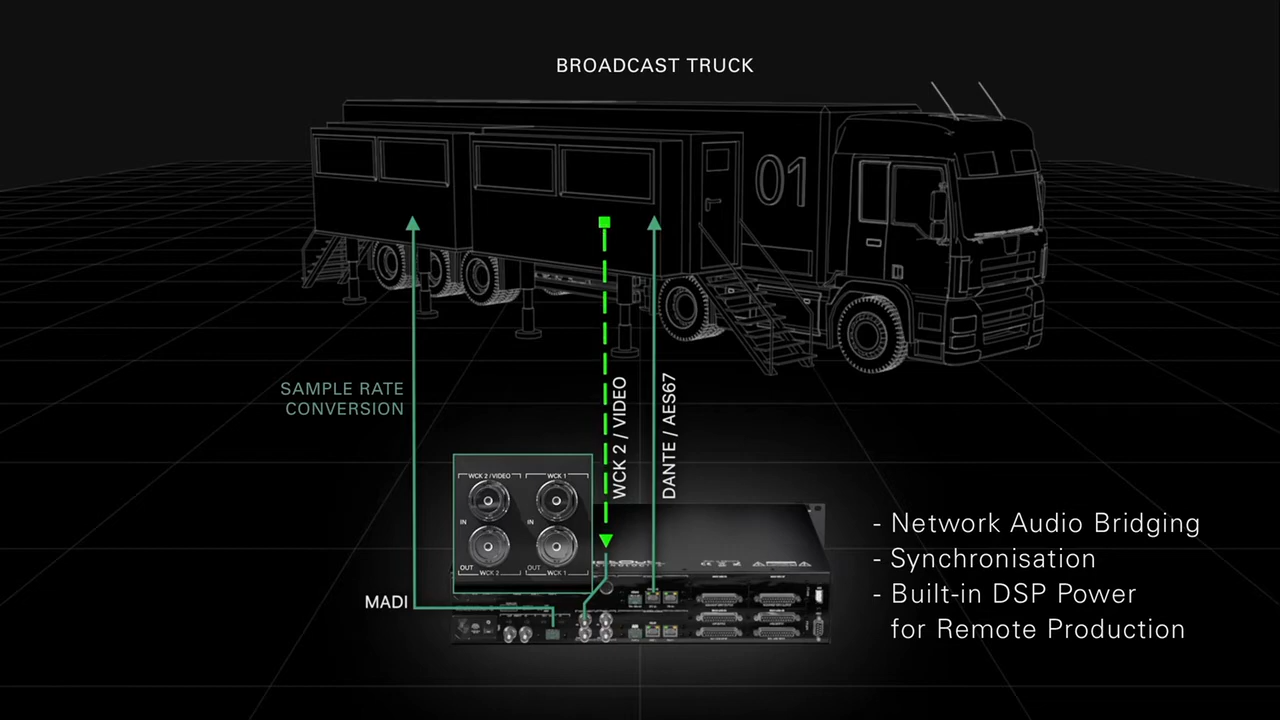 BROADCAST TRUCK
01
SAMPLE RATE
CONVERSION
WCK 2 / VIDEO
DANTE / AES67
WCK 2 / VIDEO
WCK 1
IN
IN
OUT
OUT
WCK 2
WCK 1
MADI
- Network Audio Bridging
- Synchronisation
- Built-in DSP Power
for Remote Production